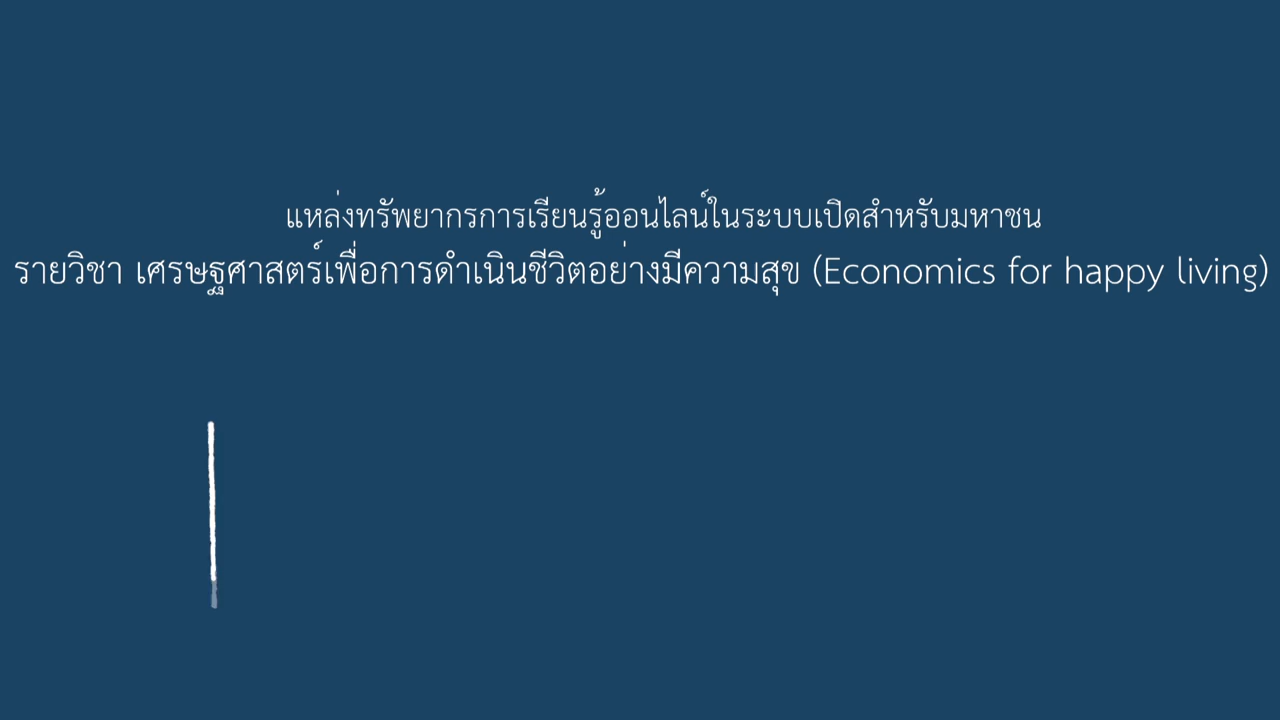 แหล่งทรัพยากรการเรียนรู้ออนไลน์ในระบบเปิดสำหรับมหาชน
รายวิชา เศรษฐศาสตร์เพื่อการดำเนินชีวิตอย่างมีความสุข (Economics for happy living)